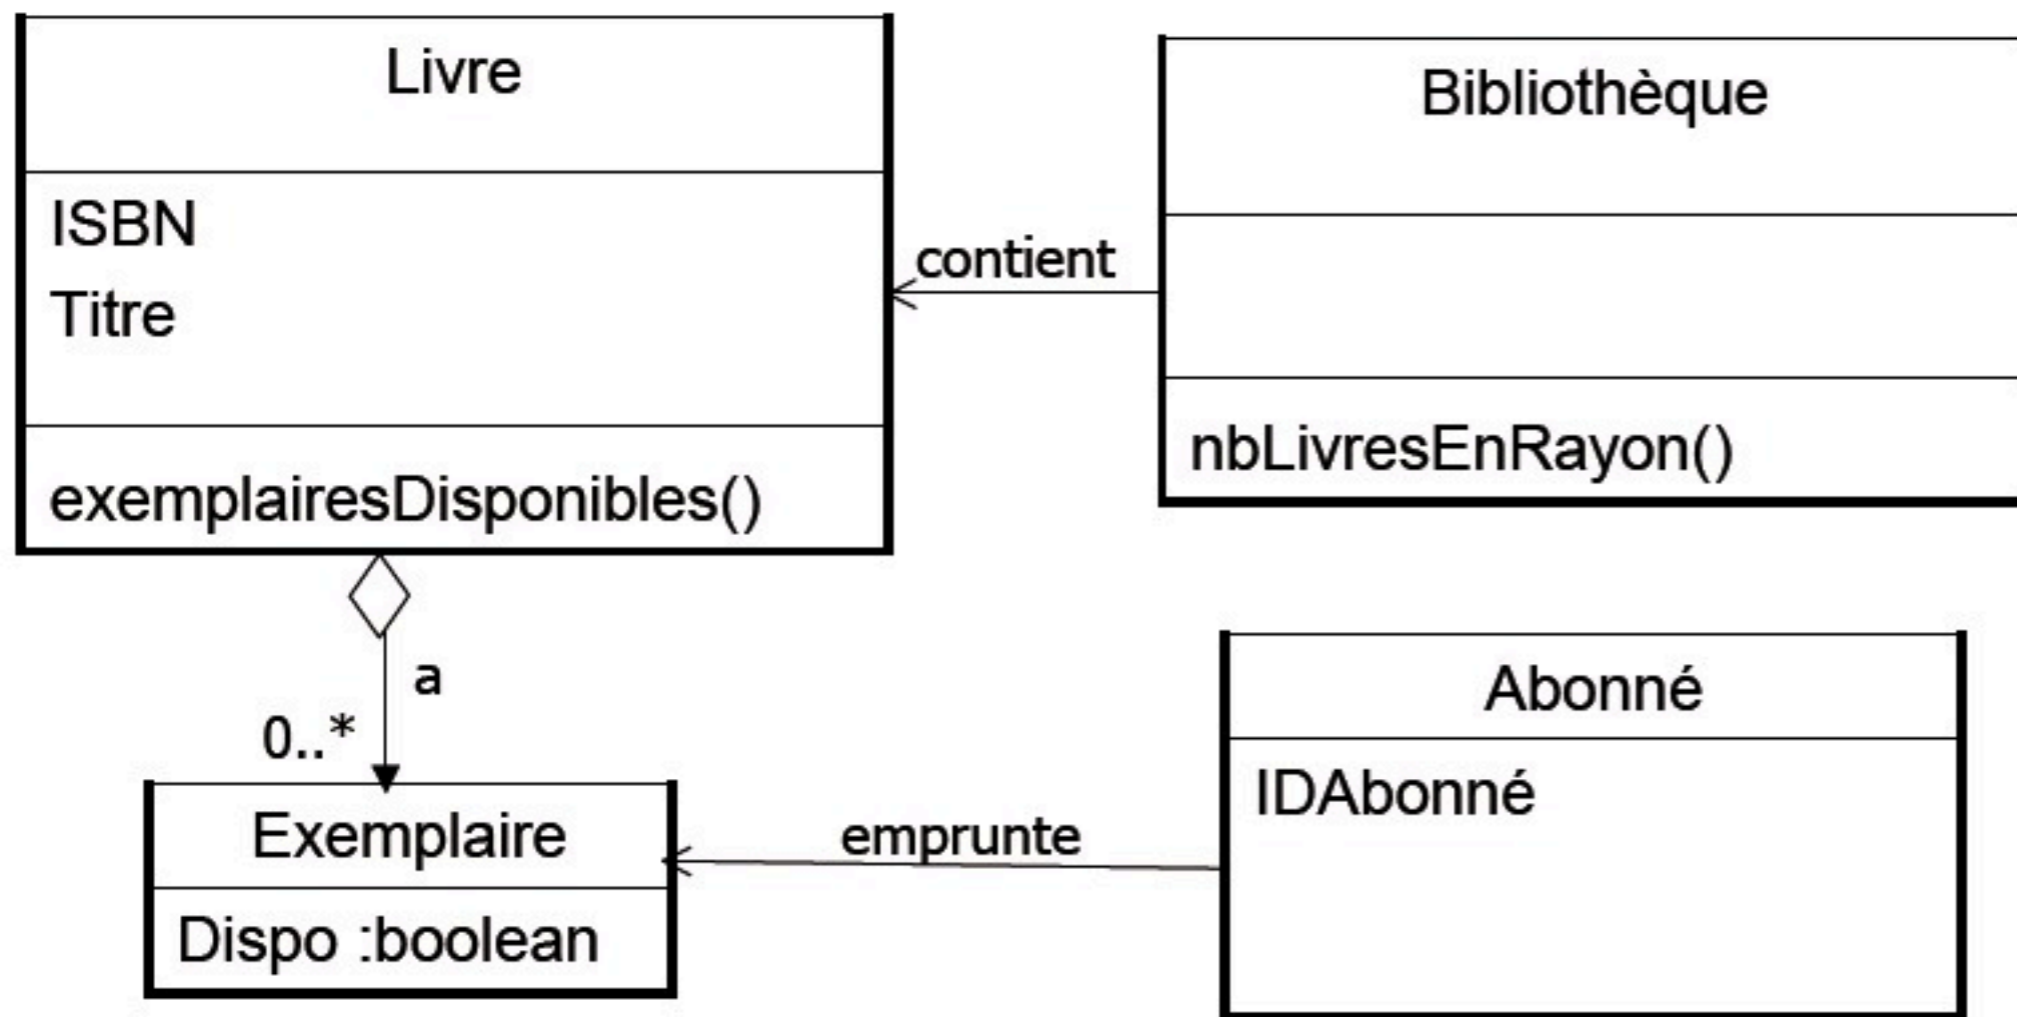 Livre
ISBN
Titre
exemplairesDisponibles()
contient
Bibliothèque
nbLivresEnRayon()
a
0..*
Exemplaire
Dispo :boolean
emprunte
Abonné
IDAbonné